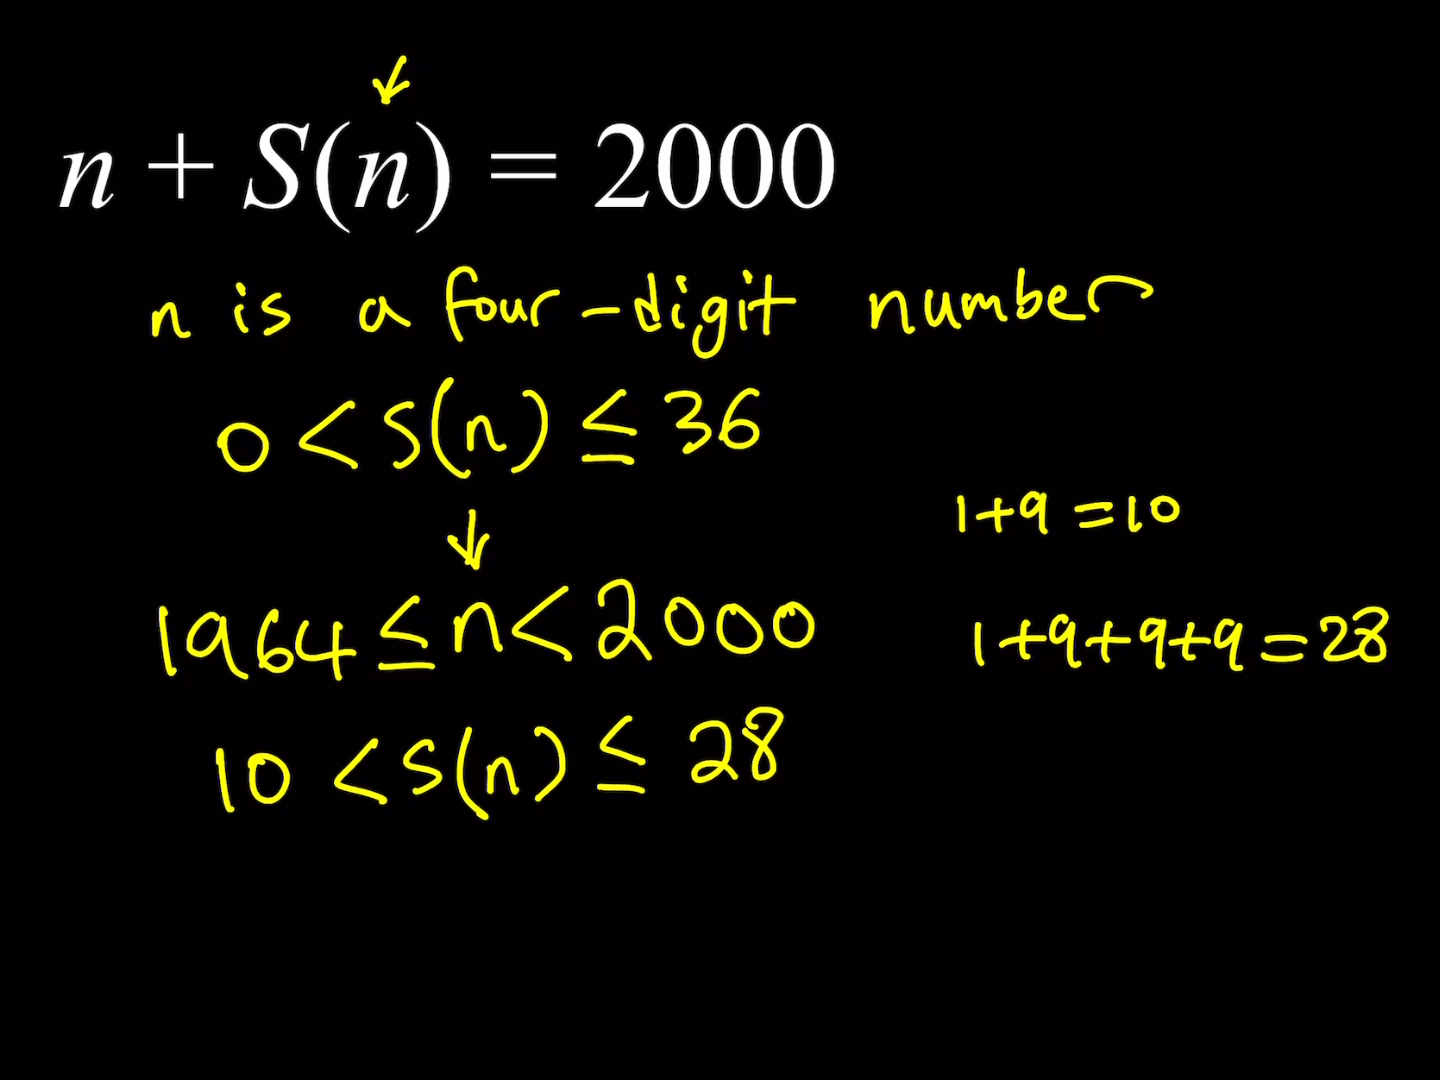 n + S(n) = 2000
n is a four-digit number
0 < S(n) ≤ 36
1+9 = 10
1964 ≤ n < 2000
1+9+9+9 = 28
10 < S(n) ≤ 28